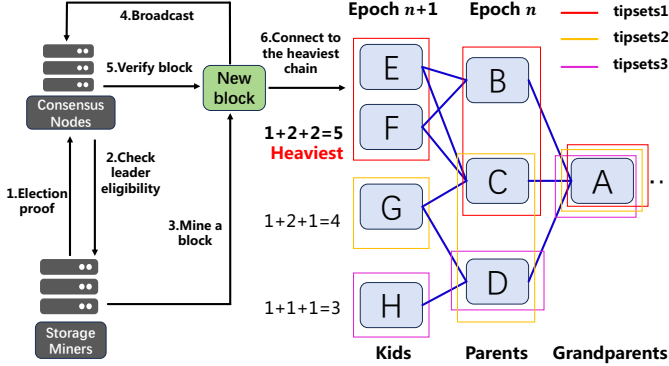 4.Broadcast
5.Verify block
Consensus
Nodes
New
block
6.Connect to
the heaviest
chain
1.Election
proof
2.Check
leader
eligibility
3.Mine a
block
Storage
Miners
Epoch n+1
Epoch n
tipsets1
tipsets2
tipsets3
E
F
B
1+2+2=5
Heaviest
C
A
..
G
1+2+1=4
D
H
1+1+1=3
Kids
Parents
Grandparents